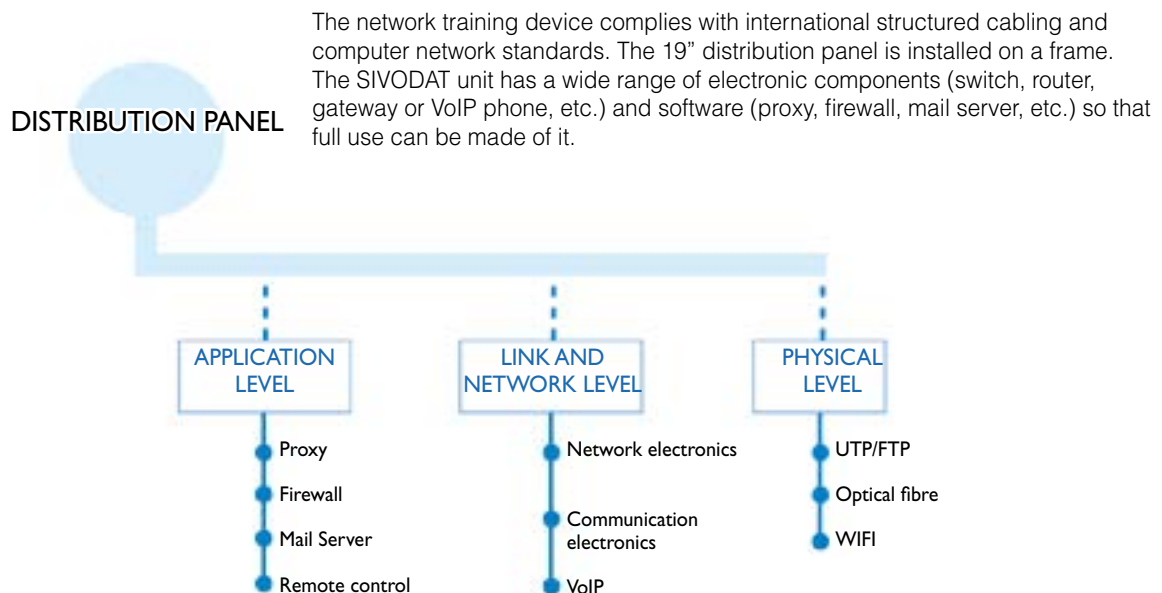 The network training device complies with international structured cabling and
computer network standards. The 19” distribution panel is installed on a frame.
The SIVODAT unit has a wide range of electronic components (switch, router,
gateway or VoIP phone, etc.) and software (proxy, firewall, mail server, etc.) so that
full use can be made of it.
DISTRIBUTION PANEL
APPLICATION
LEVEL
Proxy
Firewall
Mail Server
Remote control
LINK AND
NETWORK LEVEL
Network electronics
Communication
electronics
VoIP
PHYSICAL
LEVEL
UTP/FTP
Optical fibre
WIFI